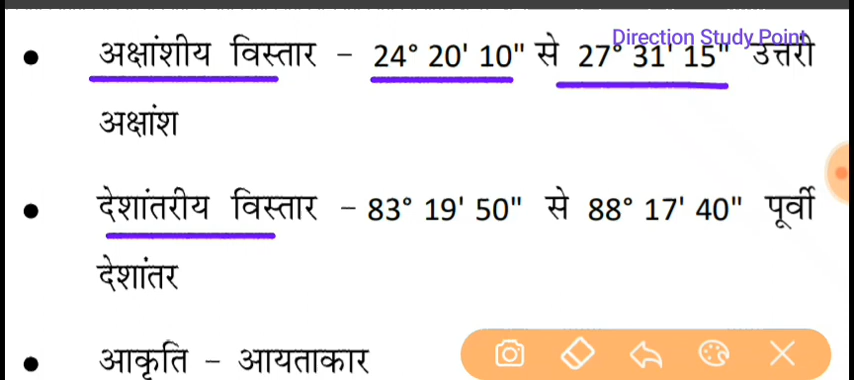 Direction Study Point
• अक्षांशीय विस्तार – 24° 20' 10" से 27° 31' 15" उत्तरी
अक्षांश
• देशांतरीय विस्तार – 83° 19' 50" से 88° 17' 40" पूर्वी
देशांतर
• आकृति – आयताकार